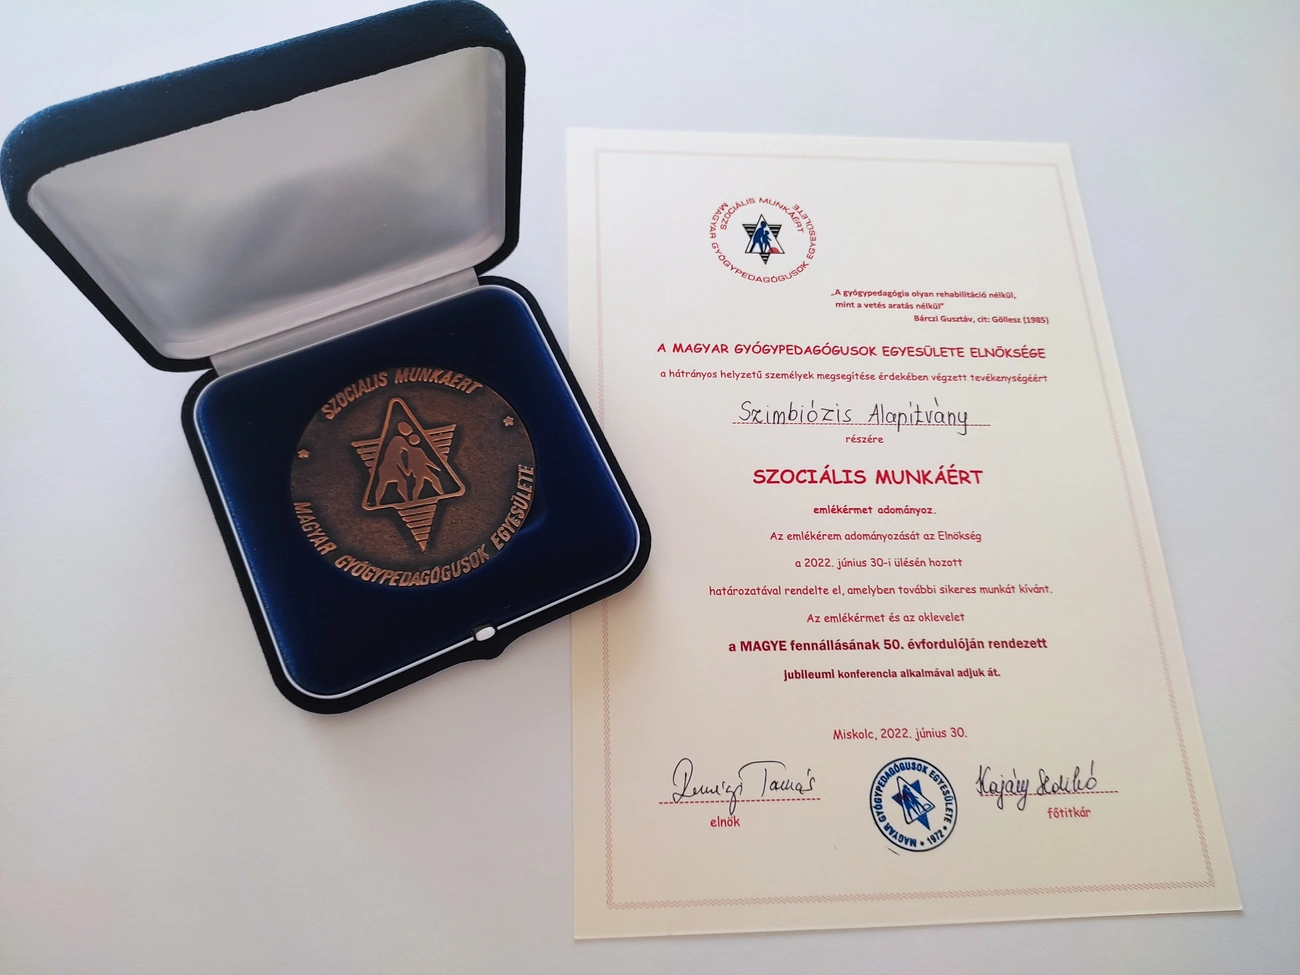 SZOCIÁLIS MUNKÁÉRT
MAGYAR GYÓGYPEDAGÓGUSOK EGYESÜLETE
SZOCIÁLIS MUNKÁÉRT
MAGYAR GYÓGYPEDAGÓGUSOK EGYESÜLETE
„A gyógypedagógia olyan rehabilitáció nélkül,
mint a vetés aratás nélkül"
Bárczi Gusztáv, cit: Göllesz (1985)
A MAGYAR GYÓGYPEDAGÓGUSOK EGYESÜLETE ELNÖKSÉGE
a hátrányos helyzetű személyek megsegítése érdekében végzett tevékenységéért
Szimbiózis Alapítvány
részére
SZOCIÁLIS MUNKÁÉRT
emlékérmet adományoz.
Az emlékérem adományozását az Elnökség
a 2022. június 30-i ülésén hozott
határozatával rendelte el, amelyben további sikeres munkát kívánt.
Az emlékérmet és az oklevelet
a MAGYE fennállásának 50. évfordulóján rendezett
jubileumi konferencia alkalmával adjuk át.
Miskolc, 2022. június 30.
Tamás
elnök
MAGYAR GYÓGYPEDAGÓGUSOK EGYESÜLETE
1972
Ildikó
főtitkár